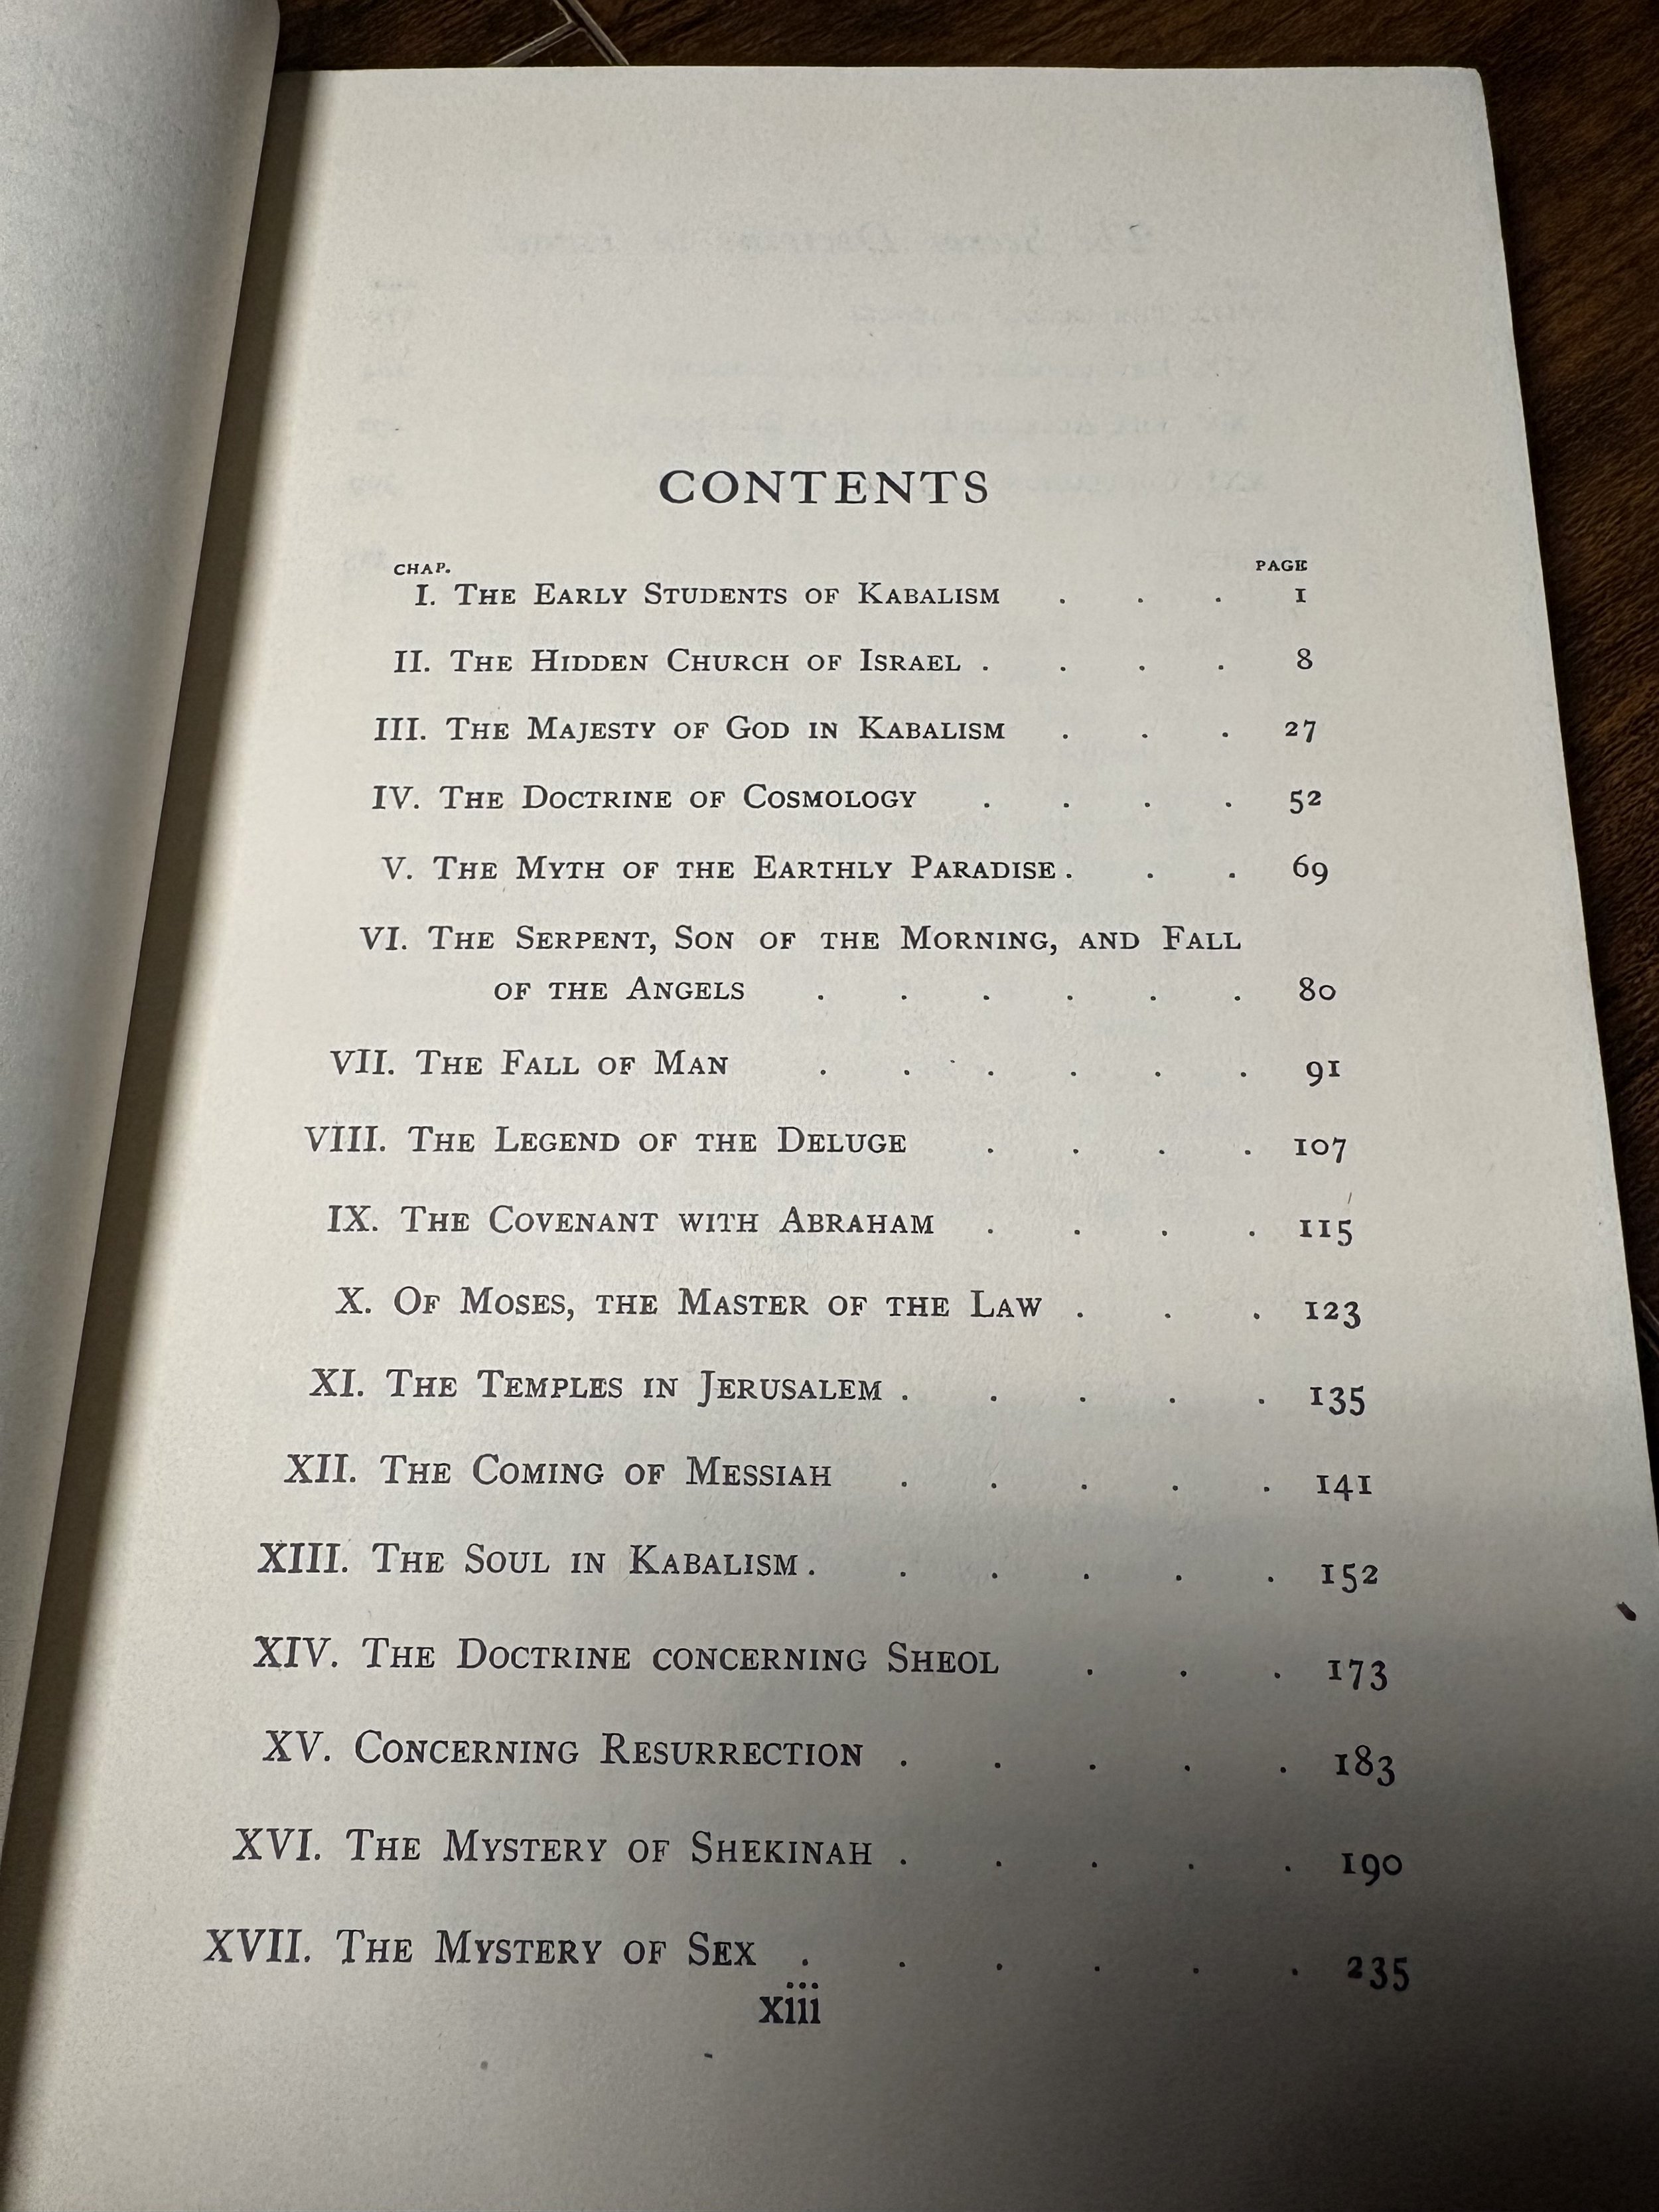 CONTENTS
CHAP. PAGE
I. The Early Students of Kabalism . . . 1
II. The Hidden Church of Israel . . . . 8
III. The Majesty of God in Kabalism . . . 27
IV. The Doctrine of Cosmology . . . . 52
V. The Myth of the Earthly Paradise . . . 69
VI. The Serpent, Son of the Morning, and Fall
of the Angels . . . . . . 80
VII. The Fall of Man . . . . . . 91
VIII. The Legend of the Deluge . . . . 107
IX. The Covenant with Abraham . . . . 115
X. Of Moses, the Master of the Law . . . 123
XI. The Temples in Jerusalem . . . . . 135
XII. The Coming of Messiah . . . . . 141
XIII. The Soul in Kabalism . . . . . . 152
XIV. The Doctrine concerning Sheol . . . 173
XV. Concerning Resurrection . . . . . 183
XVI. The Mystery of Shekinah . . . . . 190
XVII. The Mystery of Sex . . . . . . 235
xiii